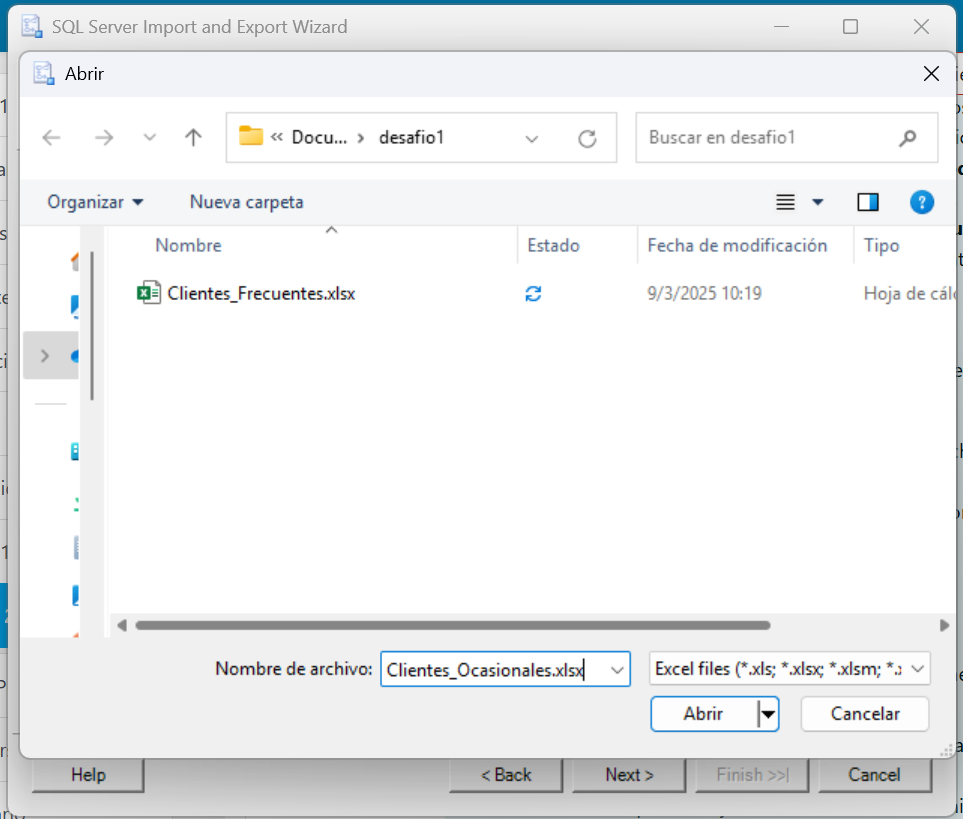 SQL Server Import and Export Wizard
Abrir
« Docu... > desafio1
Buscar en desafio1
Organizar
Nueva carpeta
?
Nombre
Estado
Fecha de modificación
Tipo
Clientes_Frecuentes.xlsx
9/3/2025 10:19
Hoja de cálc
Nombre de archivo:
Clientes_Ocasionales.xlsx
Excel files (*.xls; *.xlsx; *.xlsm; *.x
Abrir
Cancelar
Help
< Back
Next >
Finish >>|
Cancel